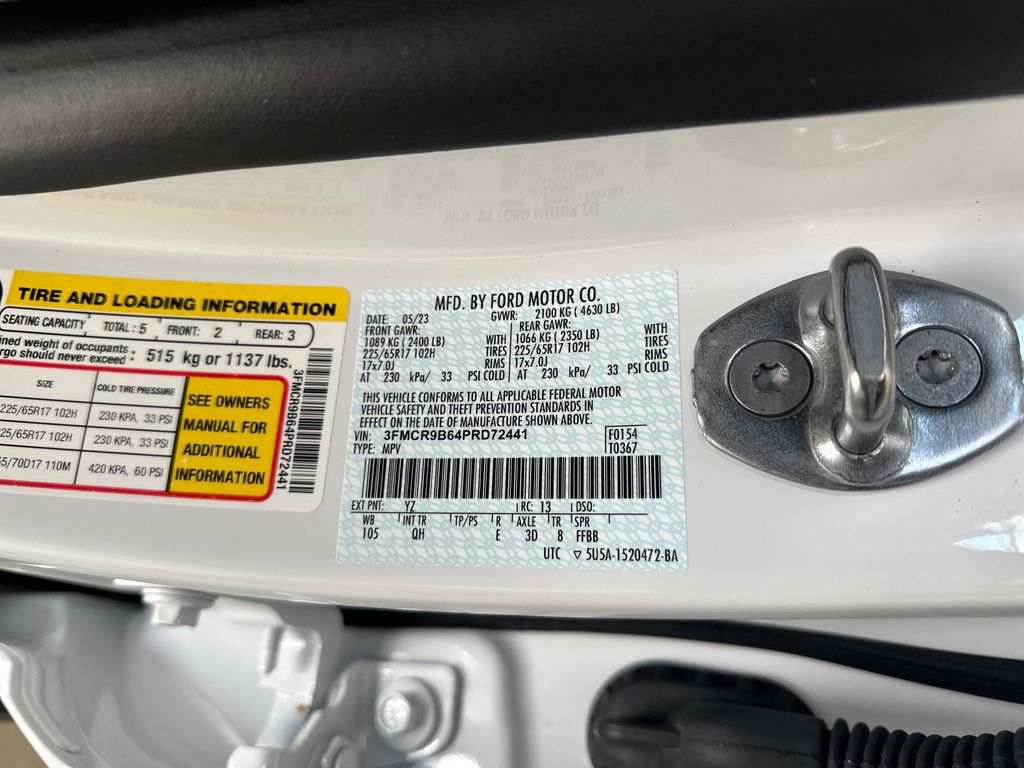 TIRE AND LOADING INFORMATION
SEATING CAPACITY TOTAL : 5 FRONT: 2 REAR: 3
ined weight of occupants
rgo should never exceed : 515 kg or 1137 lbs.
SIZE COLD TIRE PRESSURE
225/65R17 102H 230 KPA, 33 PSI
25/65R17 102H 230 KPA, 33 PSI
5/70D17 110M 420 KPA, 60 PSI
SEE OWNERS
MANUAL FOR
ADDITIONAL
INFORMATION
3FMCR9B64PRD72441
MFD. BY FORD MOTOR CO.
DATE: 05/23 GVWR: 2100 KG ( 4630 LB)
FRONT GAWR: WITH REAR GAWR: WITH
1089 KG ( 2400 LB) TIRES 1066 KG ( 2350 LB) TIRES
225/65R17 102H RIMS 225/65R17 102H RIMS
17x7.0J 17x7.0J
AT 230 kPa/ 33 PSI COLD AT 230 kPa/ 33 PSI COLD
THIS VEHICLE CONFORMS TO ALL APPLICABLE FEDERAL MOTOR
VEHICLE SAFETY AND THEFT PREVENTION STANDARDS IN
EFFECT ON THE DATE OF MANUFACTURE SHOWN ABOVE.
VIN: 3FMCR9B64PRD72441 F0154
TYPE: MPV T0367
EXT PNT: YZ RC: 13 DSO:
WB INT TR TP/PS R AXLE TR SPR
105 QH E 3D 8 FFBB
UTC ▽ 5U5A-1520472-BA